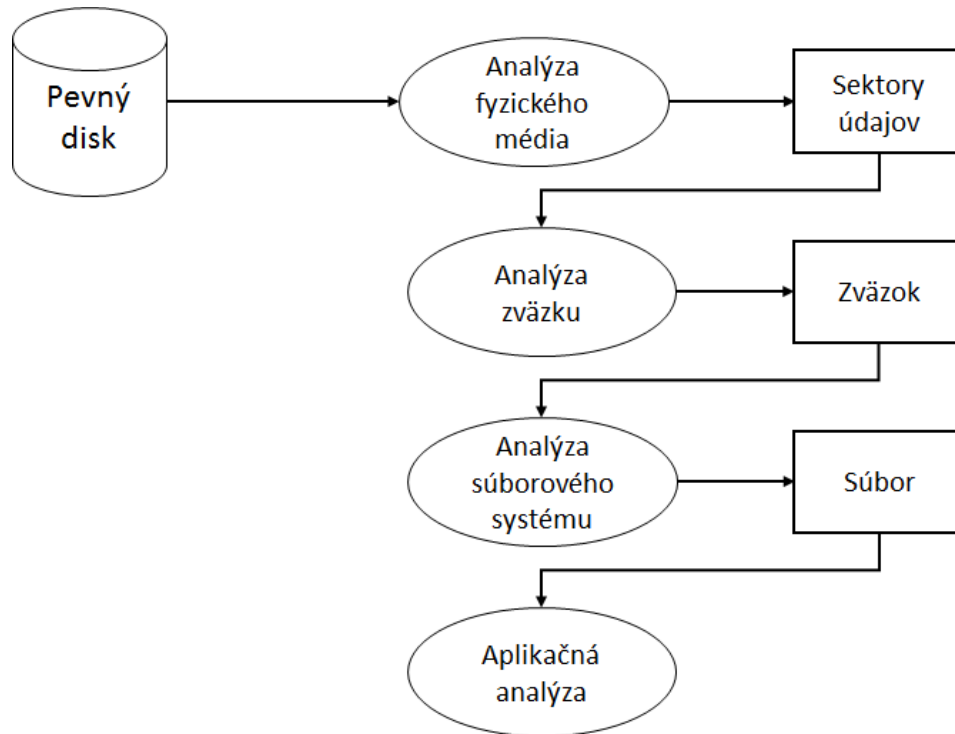 Pevný
disk
Analýza
fyzického
média
Sektory
údajov
Analýza
zväzku
Zväzok
Analýza
súborového
systému
Súbor
Aplikačná
analýza